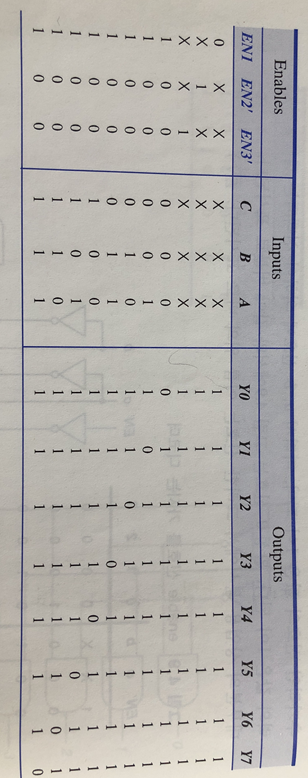 Enables Inputs Outputs
EN1 EN2' EN3' C B A Y0 Y1 Y2 Y3 Y4 Y5 Y6 Y7
0 X X X X X 1 1 1 1 1 1 1 1
X 1 X X X X 1 1 1 1 1 1 1 1
X X 1 X X X 1 1 1 1 1 1 1 1
1 0 0 0 0 0 0 1 1 1 1 1 1 1
1 0 0 0 0 1 1 0 1 1 1 1 1 1
1 0 0 0 1 0 1 1 0 1 1 1 1 1
1 0 0 0 1 1 1 1 1 0 1 1 1 1
1 0 0 1 0 0 1 1 1 1 0 1 1 1
1 0 0 1 0 1 1 1 1 1 1 0 1 1
1 0 0 1 1 0 1 1 1 1 1 1 0 1
1 0 0 1 1 1 1 1 1 1 1 1 1 0